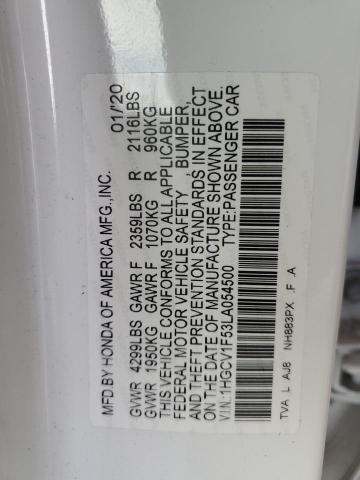 MFD.BY HONDA OF AMERICA MFG.,INC. 01/'20
GVWR 4299LBS GAWR F 2359LBS R 2116LBS
GVWR 1950KG GAWR F 1070KG R 960KG
THIS VEHICLE CONFORMS TO ALL APPLICABLE
FEDERAL MOTOR VEHICLE SAFETY , BUMPER,
AND THEFT PREVENTION STANDARDS IN EFFECT
ON THE DATE OF MANUFACTURE SHOWN ABOVE.
V.I.N.:1HGCV1F53LA054500 TYPE:PASSENGER CAR
TVA L AJ8 NH883PX .F .A